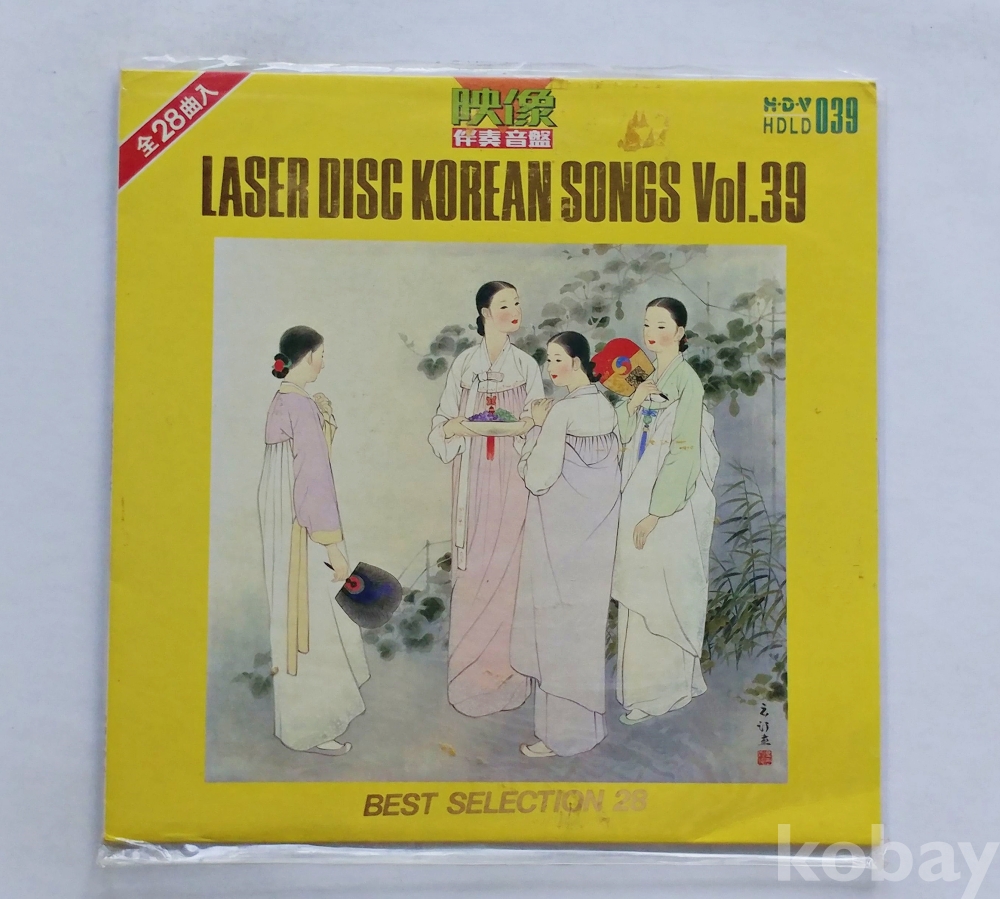 全28曲入
映像
伴奏音盤
H·D·V
HDLD 039
LASER DISC KOREAN SONGS Vol.39
BEST SELECTION 28
kobay